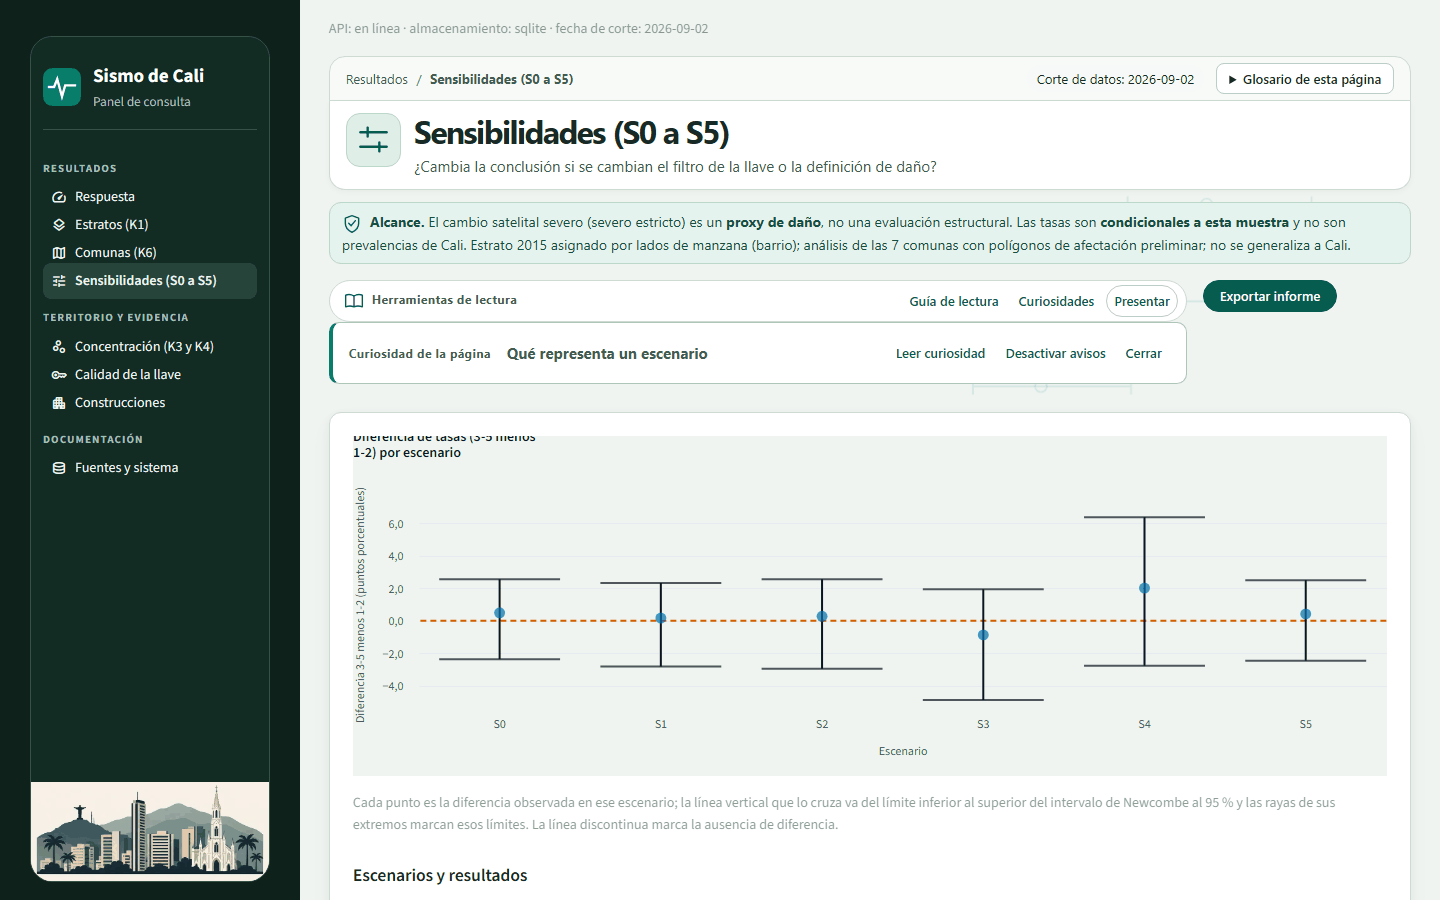 Sismo de Cali
Panel de consulta
RESULTADOS
Respuesta
Estratos (K1)
Comunas (K6)
Sensibilidades (S0 a S5)
TERRITORIO Y EVIDENCIA
Concentración (K3 y K4)
Calidad de la llave
Construcciones
DOCUMENTACIÓN
Fuentes y sistema
API: en línea · almacenamiento: sqlite · fecha de corte: 2026-09-02
Resultados / Sensibilidades (S0 a S5)
Corte de datos: 2026-09-02
▶ Glosario de esta página
Sensibilidades (S0 a S5)
¿Cambia la conclusión si se cambian el filtro de la llave o la definición de daño?
Alcance. El cambio satelital severo (severo estricto) es un proxy de daño, no una evaluación estructural. Las tasas son condicionales a esta muestra y no son
prevalencias de Cali. Estrato 2015 asignado por lados de manzana (barrio); análisis de las 7 comunas con polígonos de afectación preliminar; no se generaliza a Cali.
Herramientas de lectura
Guía de lectura
Curiosidades
Presentar
Exportar informe
Curiosidad de la página
Qué representa un escenario
Leer curiosidad
Desactivar avisos
Cerrar
Diferencia de tasas (3-5 menos
1-2) por escenario
Diferencia 3-5 menos 1-2 (puntos porcentuales)
6,0
4,0
2,0
0,0
−2,0
−4,0
S0
S1
S2
S3
S4
S5
Escenario
Cada punto es la diferencia observada en ese escenario; la línea vertical que lo cruza va del límite inferior al superior del intervalo de Newcombe al 95 % y las rayas de sus
extremos marcan esos límites. La línea discontinua marca la ausencia de diferencia.
Escenarios y resultados